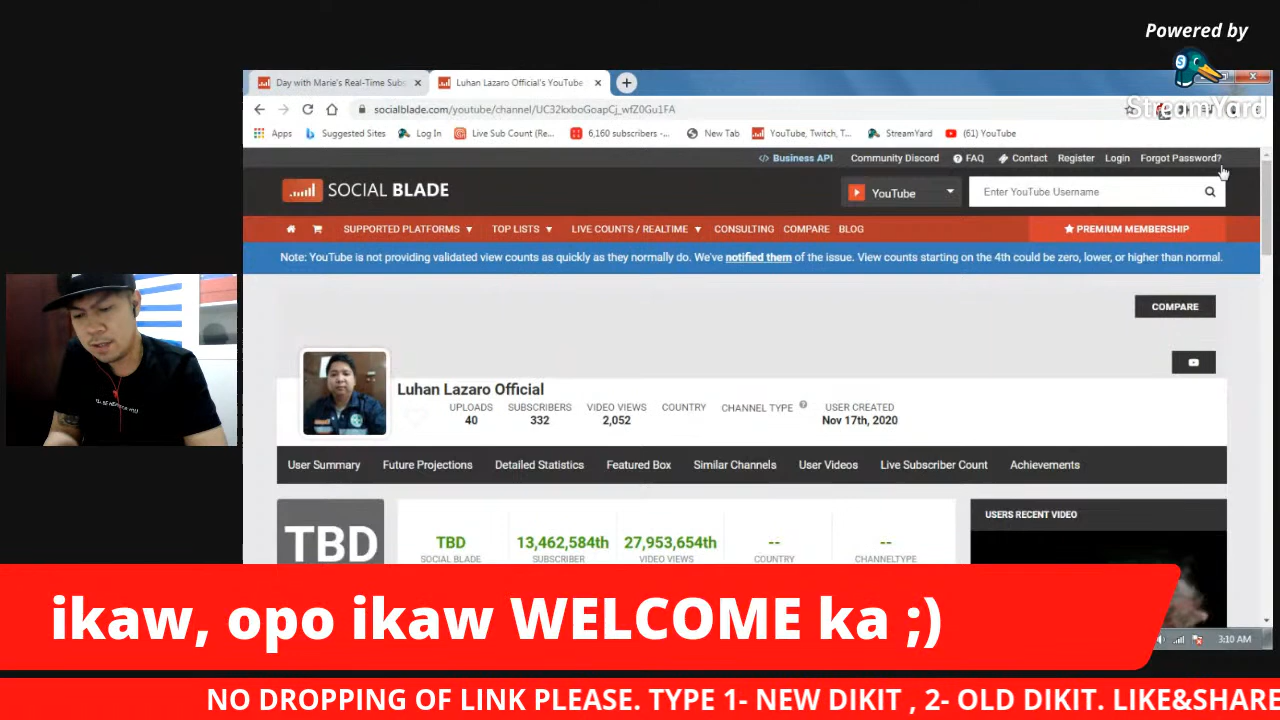 Powered by
StreamYard
Day with Marie's Real-Time Subs
Luhan Lazaro Official's YouTube
socialblade.com/youtube/channel/UC32kxboGoapCj_wfZ0Gu1FA
Apps
Suggested Sites
Log In
Live Sub Count (Re...
6,160 subscribers -...
New Tab
YouTube, Twitch, T...
StreamYard
(61) YouTube
Business API
Community Discord
FAQ
Contact
Register
Login
Forgot Password?
SOCIAL BLADE
YouTube
Enter YouTube Username
SUPPORTED PLATFORMS
TOP LISTS
LIVE COUNTS / REALTIME
CONSULTING
COMPARE
BLOG
PREMIUM MEMBERSHIP
Note: YouTube is not providing validated view counts as quickly as they normally do. We've notified them of the issue. View counts starting on the 4th could be zero, lower, or higher than normal.
COMPARE
Luhan Lazaro Official
UPLOADS
40
SUBSCRIBERS
332
VIDEO VIEWS
2,052
COUNTRY
CHANNEL TYPE
USER CREATED
Nov 17th, 2020
User Summary
Future Projections
Detailed Statistics
Featured Box
Similar Channels
User Videos
Live Subscriber Count
Achievements
TBD
TBD
SOCIAL BLADE
13,462,584th
SUBSCRIBER
27,953,654th
VIDEO VIEWS
--
COUNTRY
--
CHANNELTYPE
USERS RECENT VIDEO
ikaw, opo ikaw WELCOME ka ;)
3:10 AM
NO DROPPING OF LINK PLEASE. TYPE 1- NEW DIKIT , 2- OLD DIKIT. LIKE&SHARE